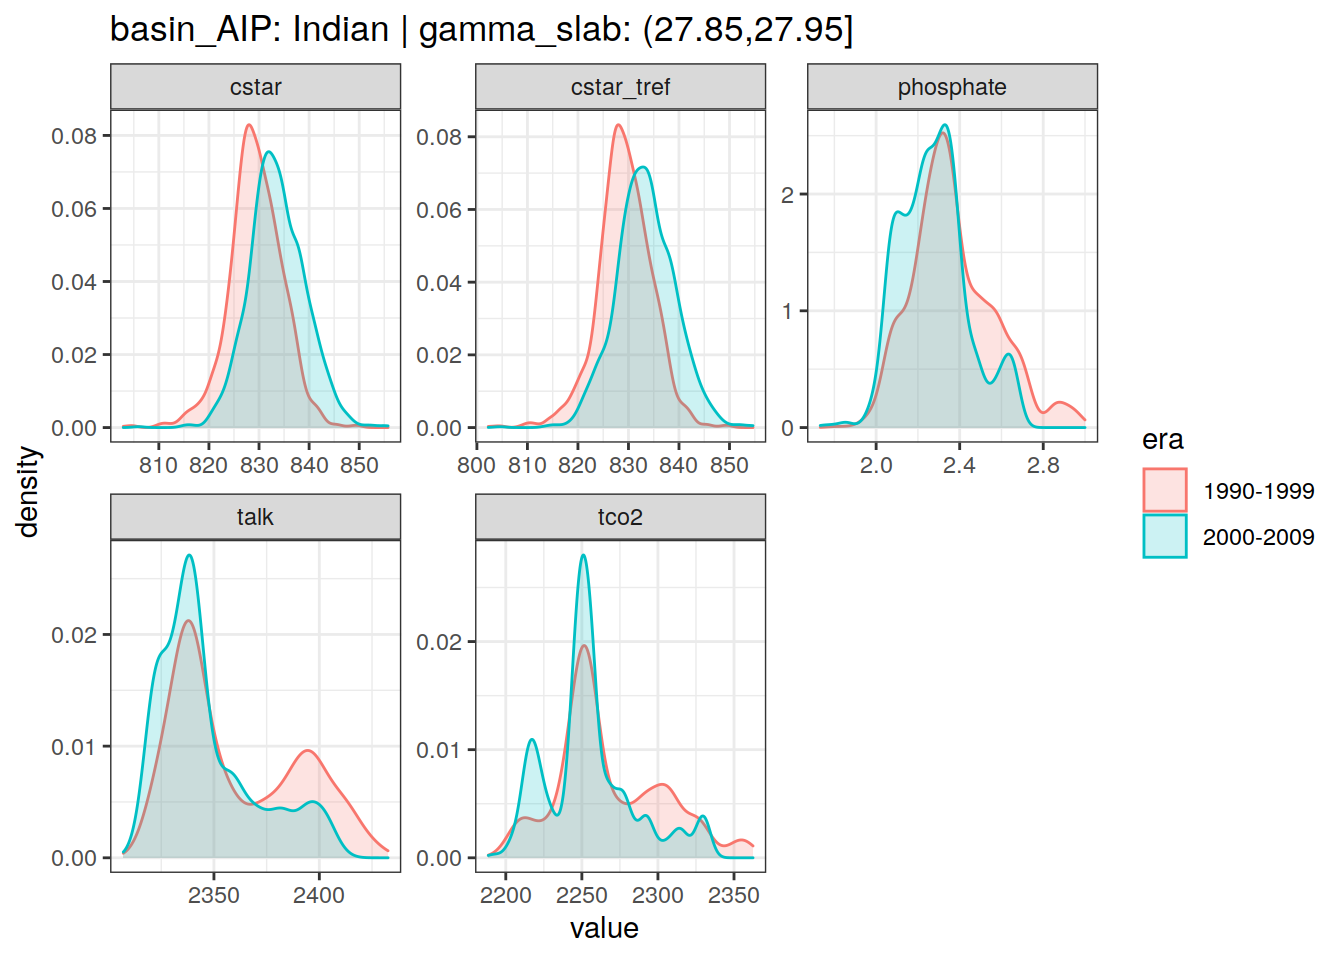 basin_AIP: Indian | gamma_slab: (27.85,27.95]
cstar
cstar_tref
phosphate
0.08
0.06
0.04
0.02
0.00
810 820 830 840 850
0.08
0.06
0.04
0.02
0.00
800 810 820 830 840 850
2
1
0
2.0 2.4 2.8
density
talk
tco2
0.02
0.01
0.00
2350 2400
0.02
0.01
0.00
2200 2250 2300 2350
value
era
1990-1999
2000-2009